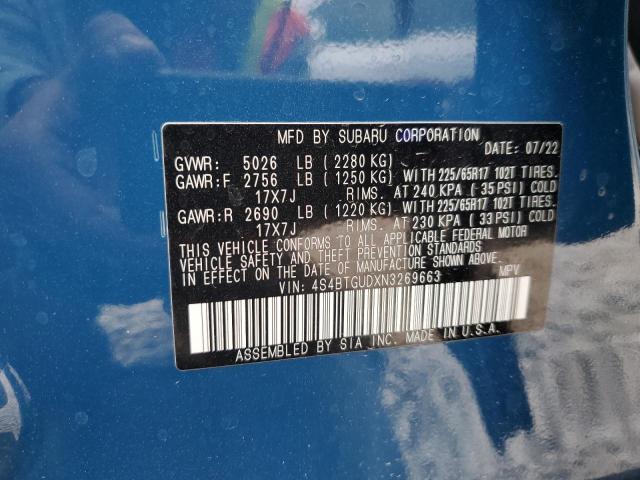 MFD BY SUBARU CORPORATION
DATE: 07/22
GVWR: 5026 LB ( 2280 KG)
GAWR:F 2756 LB ( 1250 KG) WITH 225/65R17 102T TIRES.
17X7J RIMS. AT 240 KPA ( 35 PSI) COLD
GAWR:R 2690 LB ( 1220 KG) WITH 225/65R17 102T TIRES.
17X7J RIMS. AT 230 KPA ( 33 PSI) COLD
THIS VEHICLE CONFORMS TO ALL APPLICABLE FEDERAL MOTOR
VEHICLE SAFETY AND THEFT PREVENTION STANDARDS
IN EFFECT ON THE DATE OF MANUFACTURE SHOWN ABOVE.
VIN: 4S4BTGUDXN3269663 MPV
ASSEMBLED BY SIA INC. MADE IN U.S.A.